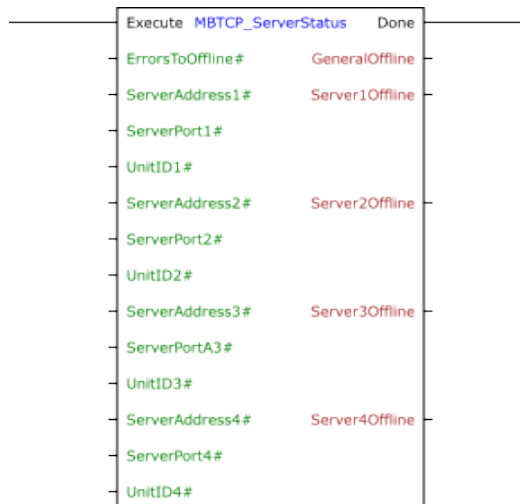 Execute MBTCP_ServerStatus Done
ErrorsToOffline# GeneralOffline
ServerAddress1# Server1Offline
ServerPort1#
UnitID1#
ServerAddress2# Server2Offline
ServerPort2#
UnitID2#
ServerAddress3# Server3Offline
ServerPortA3#
UnitID3#
ServerAddress4# Server4Offline
ServerPort4#
UnitID4#